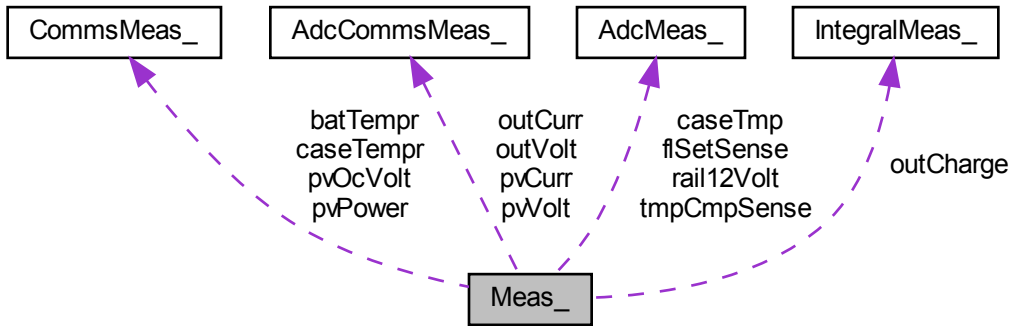 CommsMeas_
AdcCommsMeas_
AdcMeas_
IntegralMeas_
batTempr
caseTempr
pvOcVolt
pvPower
outCurr
outVolt
pvCurr
pvVolt
caseTmp
flSetSense
rail12Volt
tmpCmpSense
outCharge
Meas_